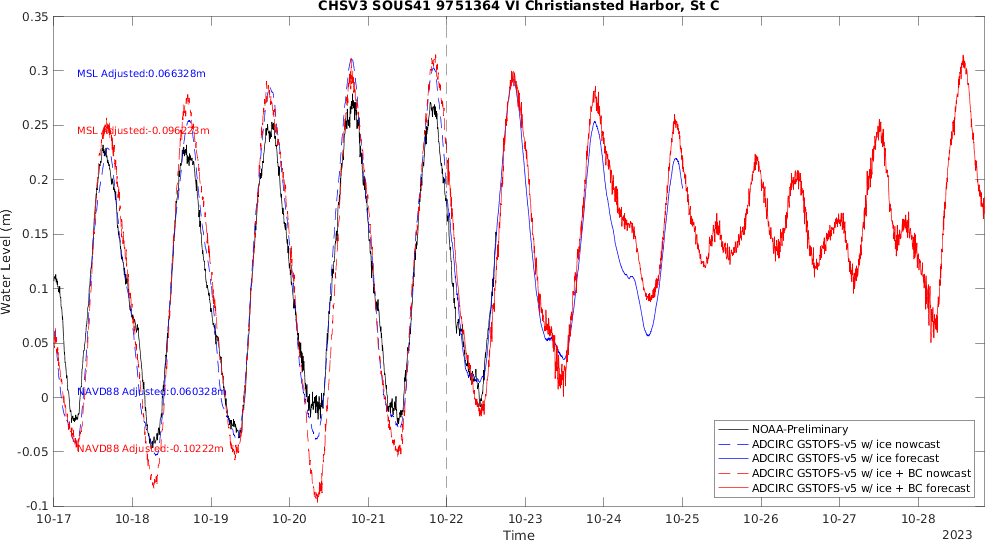 CHSV3 SOUS41 9751364 VI Christiansted Harbor, St C
0.35
0.3
0.25
0.2
0.15
0.1
0.05
0
-0.05
-0.1
Water Level (m)
MSL Adjusted:0.066328m
MSL Adjusted:-0.096223m
NAVD88 Adjusted:0.060328m
NAVD88 Adjusted:-0.10222m
NOAA-Preliminary
ADCIRC GSTOFS-v5 w/ ice nowcast
ADCIRC GSTOFS-v5 w/ ice forecast
ADCIRC GSTOFS-v5 w/ ice + BC nowcast
ADCIRC GSTOFS-v5 w/ ice + BC forecast
10-17 10-18 10-19 10-20 10-21 10-22 10-23 10-24 10-25 10-26 10-27 10-28
Time
2023